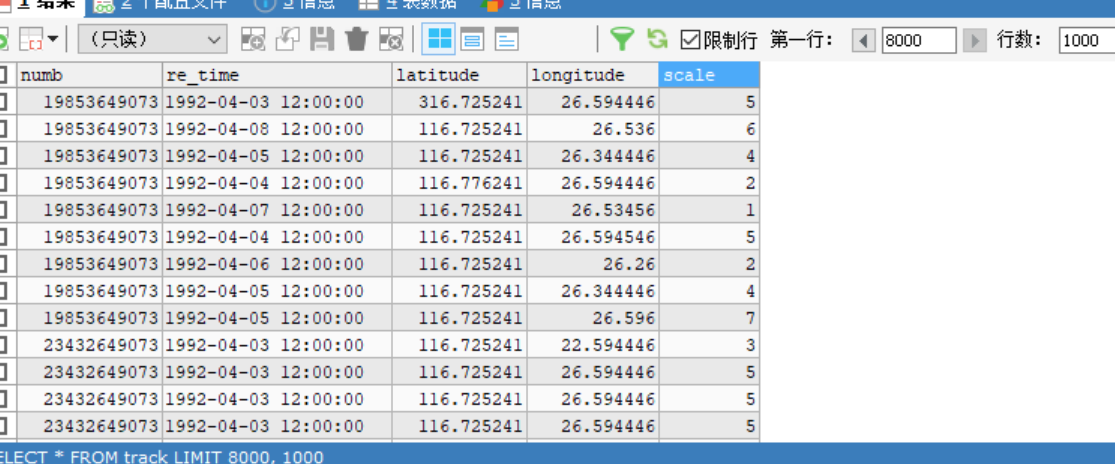 1 结果 2 个配置文件 3 信息 4 表数据 5 信息
(只读) 限制行 第一行: 8000 行数: 1000
numb re_time latitude longitude scale
19853649073 1992-04-03 12:00:00 316.725241 26.594446 5
19853649073 1992-04-08 12:00:00 116.725241 26.536 6
19853649073 1992-04-05 12:00:00 116.725241 26.344446 4
19853649073 1992-04-04 12:00:00 116.776241 26.594446 2
19853649073 1992-04-07 12:00:00 116.725241 26.53456 1
19853649073 1992-04-04 12:00:00 116.725241 26.594546 5
19853649073 1992-04-06 12:00:00 116.725241 26.26 2
19853649073 1992-04-05 12:00:00 116.725241 26.344446 4
19853649073 1992-04-05 12:00:00 116.725241 26.596 7
23432649073 1992-04-03 12:00:00 116.725241 22.594446 3
23432649073 1992-04-03 12:00:00 116.725241 26.594446 5
23432649073 1992-04-03 12:00:00 116.725241 26.594446 5
23432649073 1992-04-03 12:00:00 116.725241 26.594446 5
ELECT * FROM track LIMIT 8000, 1000